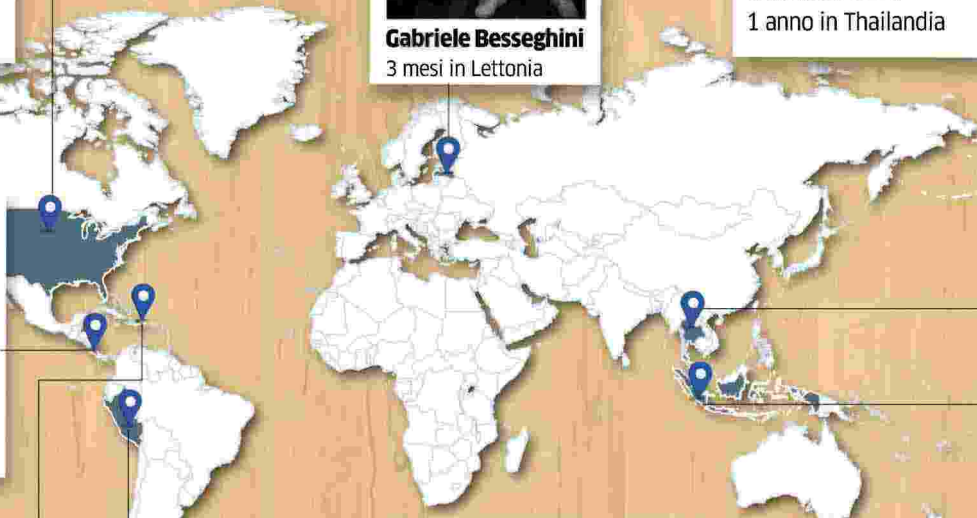 Gabriele Besseghini
3 mesi in Lettonia
1 anno in Thailandia